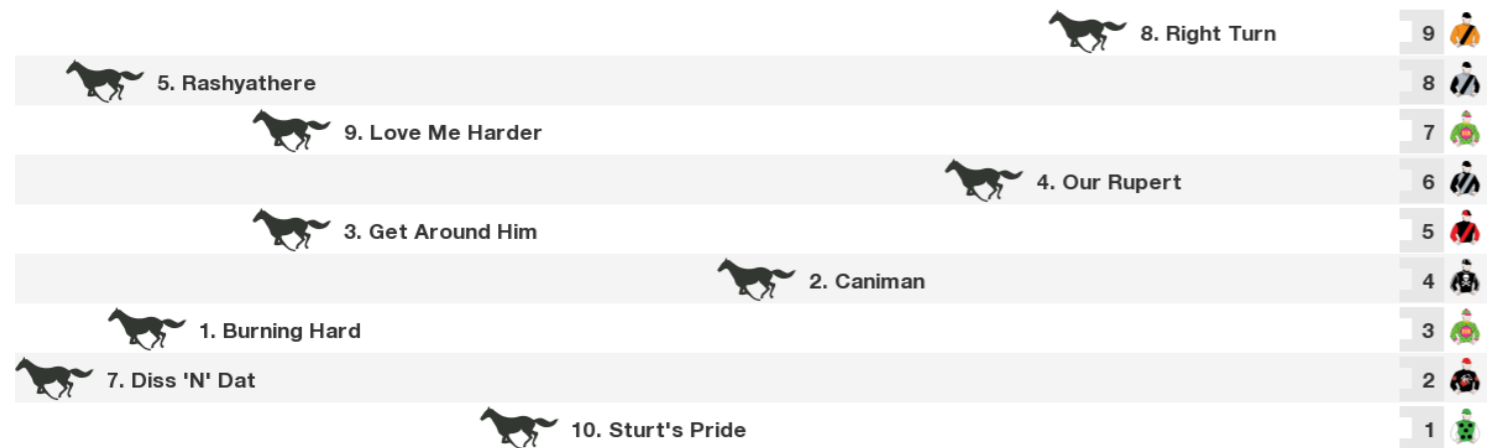 8. Right Turn 9
5. Rashyathere 8
9. Love Me Harder 7
4. Our Rupert 6
3. Get Around Him 5
2. Caniman 4
1. Burning Hard 3
7. Diss 'N' Dat 2
10. Sturt's Pride 1